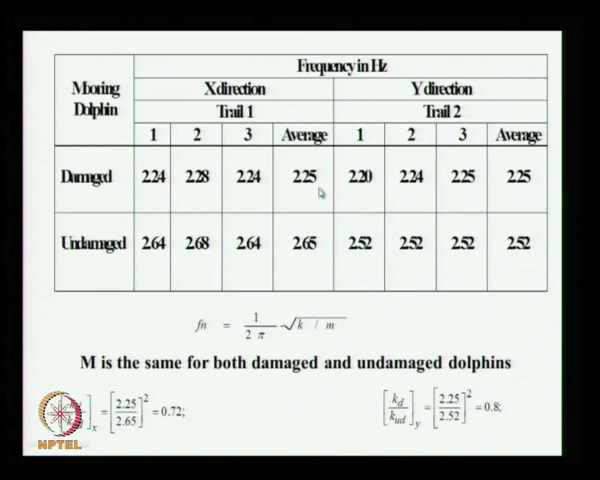 Frequency in Hz
Mooring Dolphin
X direction Y direction
Trail 1 Trail 2
1 2 3 Average 1 2 3 Average
Damaged 2.24 2.28 2.24 2.25 2.20 2.24 2.25 2.25
Undamaged 2.64 2.68 2.64 2.65 2.52 2.52 2.52 2.52
fn = 1 / 2 π √k / m
M is the same for both damaged and undamaged dolphins
]x = [2.25 / 2.65]² = 0.72; [kd / kud]y = [2.25 / 2.52]² = 0.8;
NPTEL